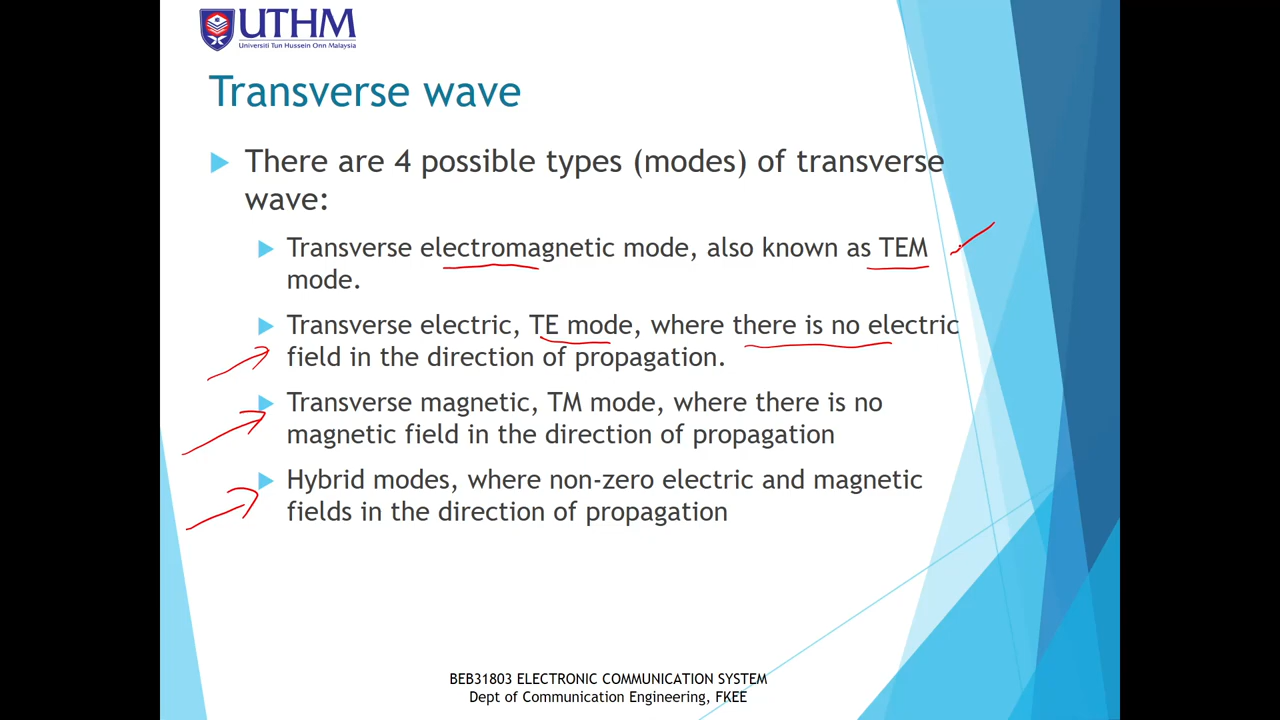 UTHM
Universiti Tun Hussein Onn Malaysia
Transverse wave
There are 4 possible types (modes) of transverse
wave:
Transverse electromagnetic mode, also known as TEM
mode.
Transverse electric, TE mode, where there is no electric
field in the direction of propagation.
Transverse magnetic, TM mode, where there is no
magnetic field in the direction of propagation
Hybrid modes, where non-zero electric and magnetic
fields in the direction of propagation
BEB31803 ELECTRONIC COMMUNICATION SYSTEM
Dept of Communication Engineering, FKEE